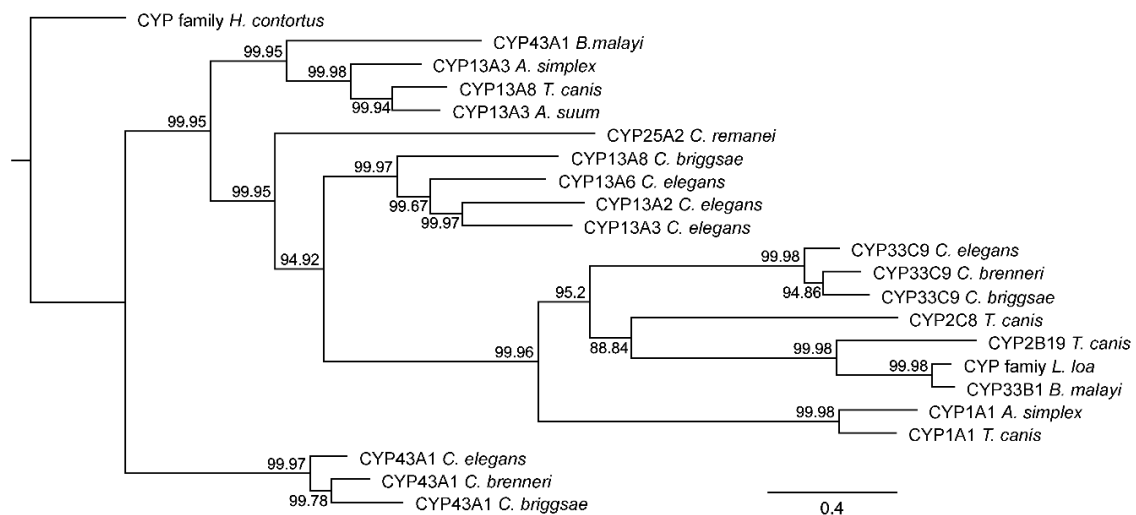 CYP family H. contortus
CYP43A1 B.malayi
99.95
CYP13A3 A. simplex
99.98
CYP13A8 T. canis
99.94
CYP13A3 A. suum
99.95
CYP25A2 C. remanei
CYP13A8 C. briggsae
99.97
CYP13A6 C. elegans
99.95
CYP13A2 C. elegans
99.67
99.97
CYP13A3 C. elegans
CYP33C9 C. elegans
99.98
94.92
CYP33C9 C. brenneri
94.86
CYP33C9 C. briggsae
95.2
CYP2C8 T. canis
CYP2B19 T. canis
88.84
99.98
99.96
CYP famiy L. loa
99.98
CYP33B1 B. malayi
CYP1A1 A. simplex
99.98
CYP1A1 T. canis
CYP43A1 C. elegans
99.97
CYP43A1 C. brenneri
99.78
CYP43A1 C. briggsae
0.4